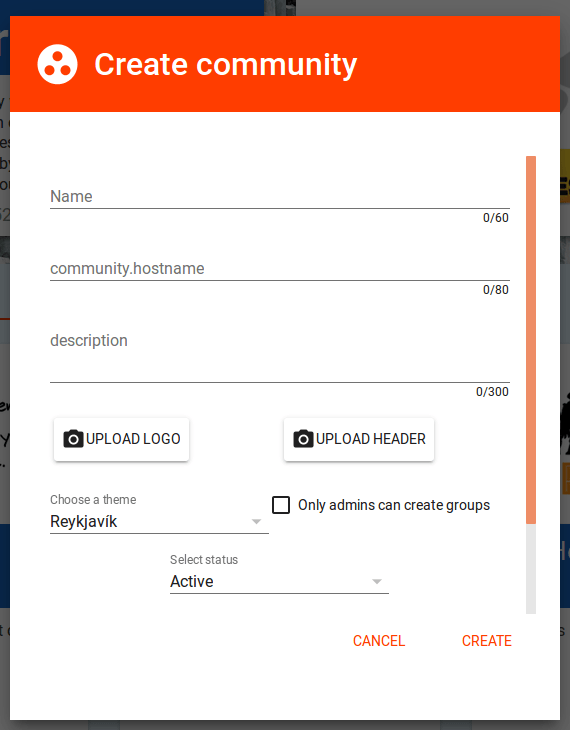 Create community
Name
0/60
community.hostname
0/80
description
0/300
UPLOAD LOGO
UPLOAD HEADER
Choose a theme
Only admins can create groups
Reykjavík
Select status
Active
CANCEL
CREATE